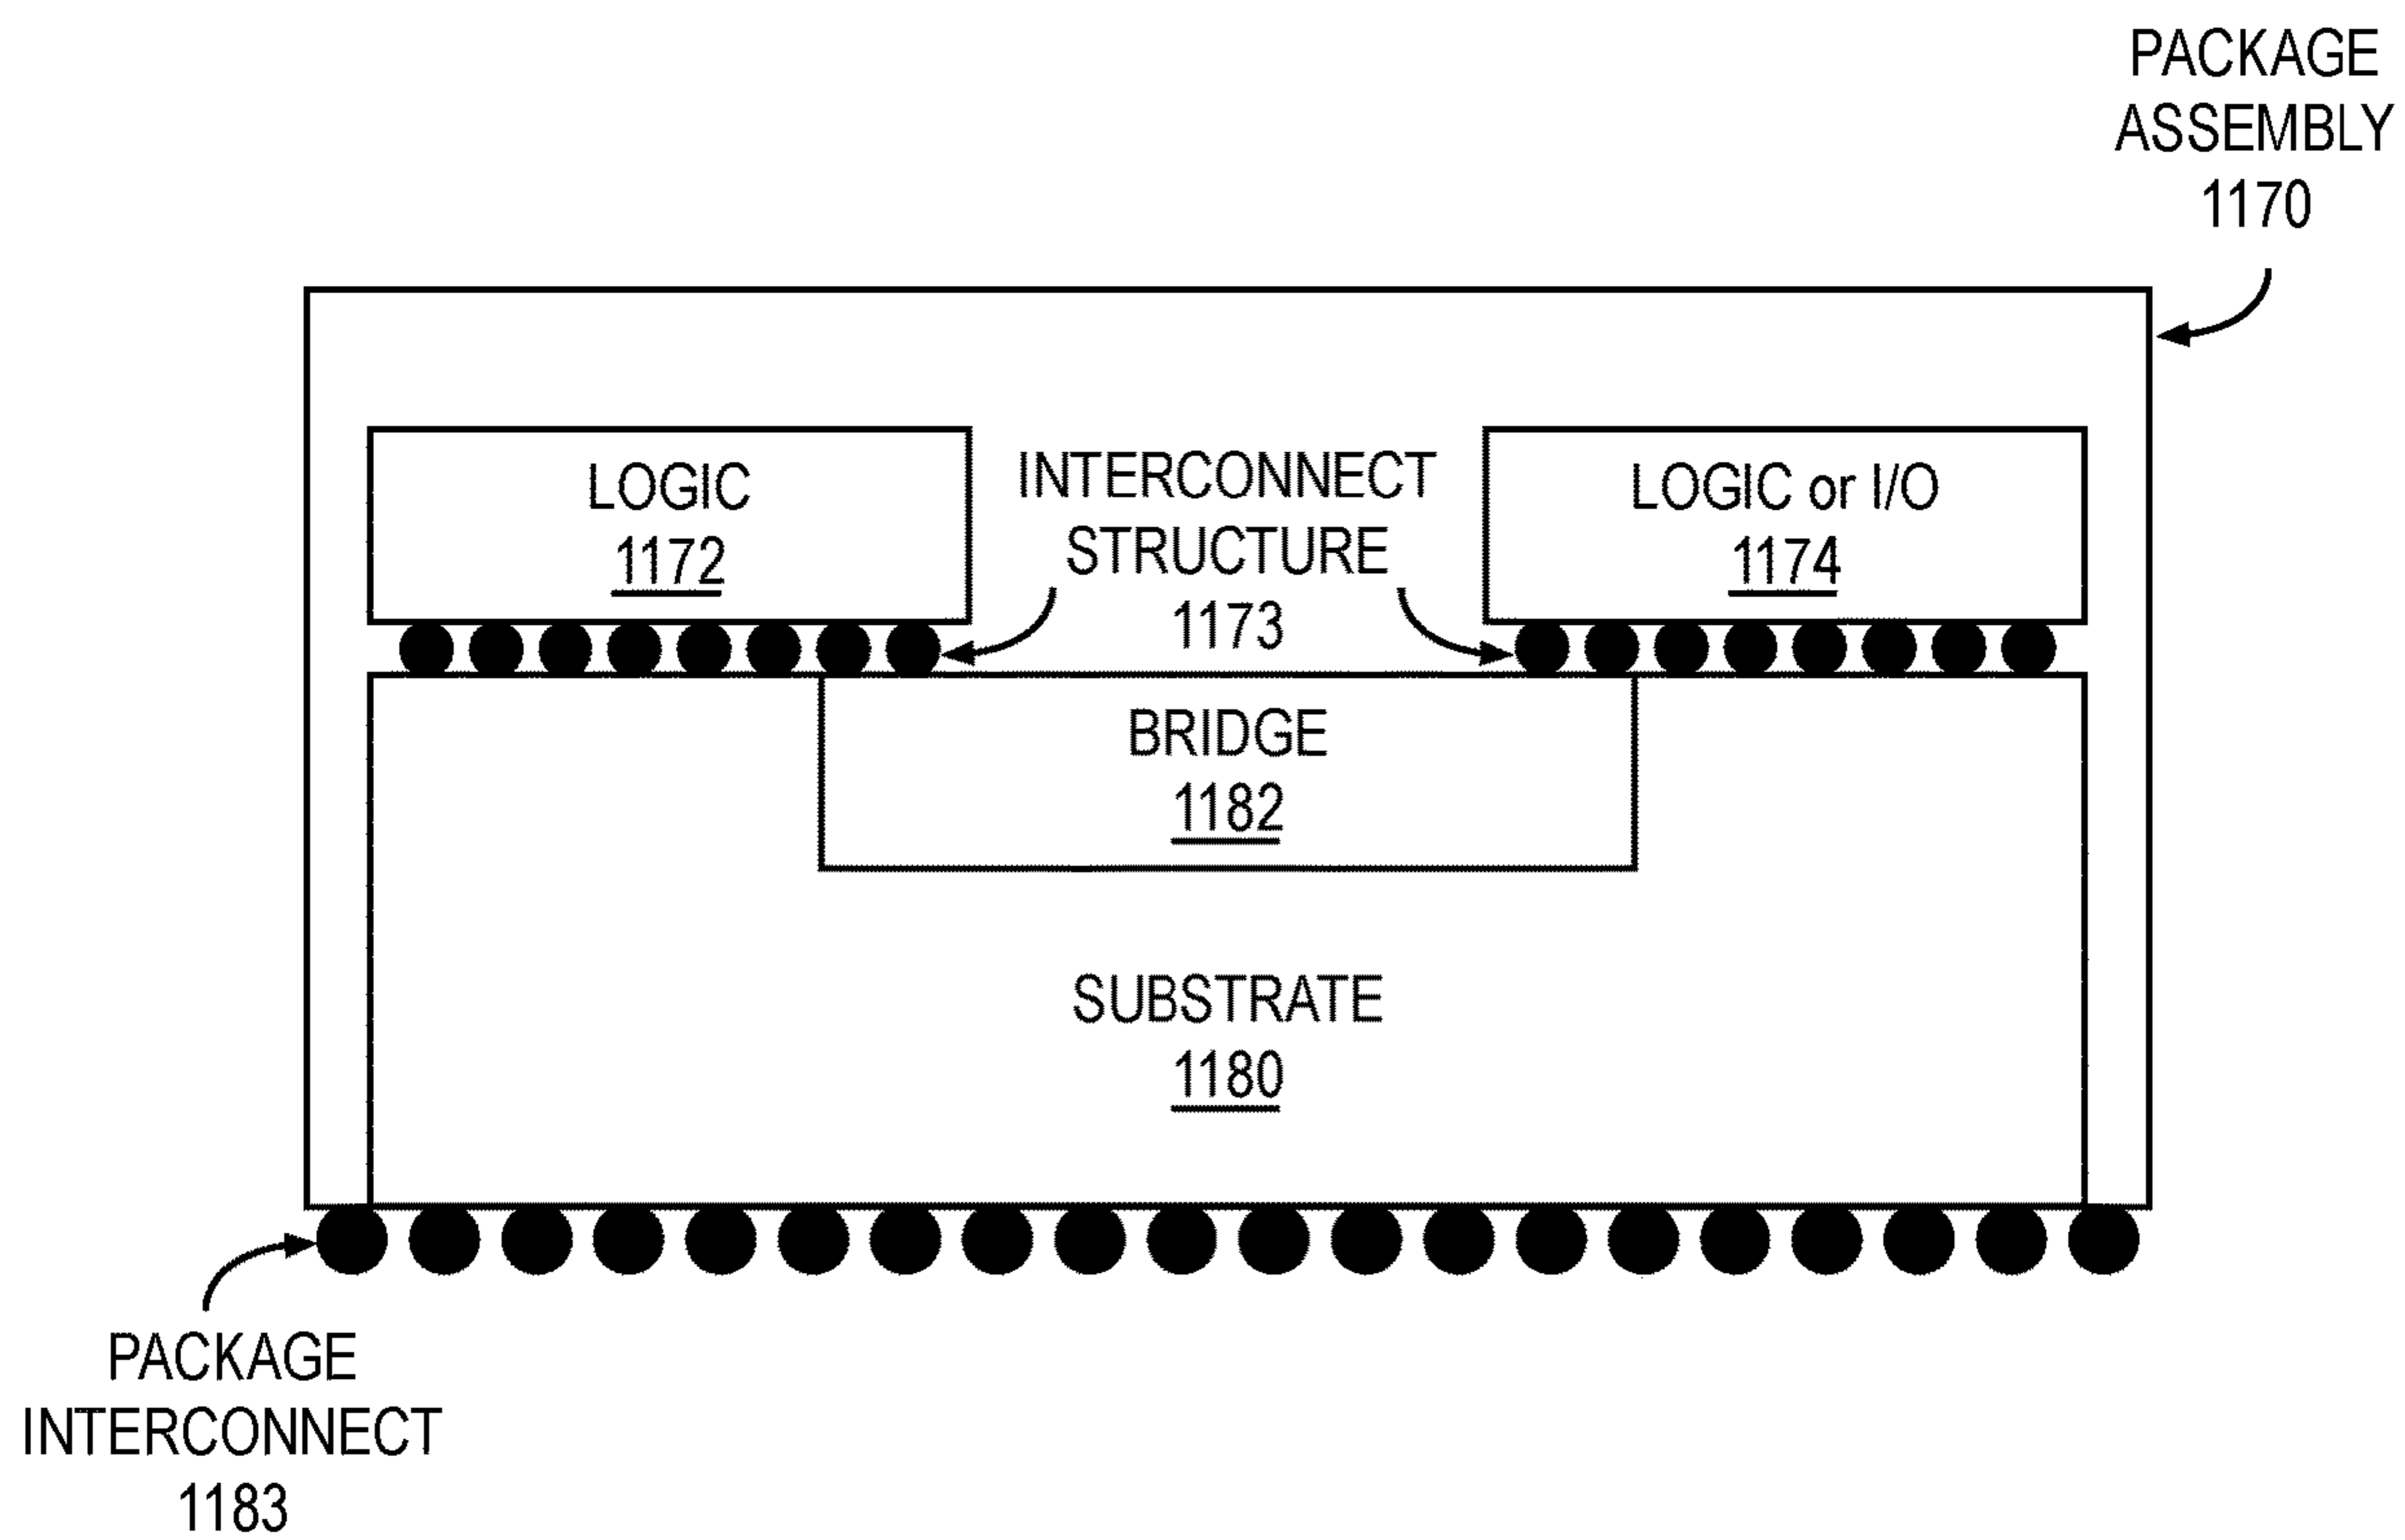 PACKAGE
ASSEMBLY
1170
LOGIC
1172
INTERCONNECT
STRUCTURE
1173
LOGIC or I/O
1174
BRIDGE
1182
SUBSTRATE
1180
PACKAGE
INTERCONNECT
1183